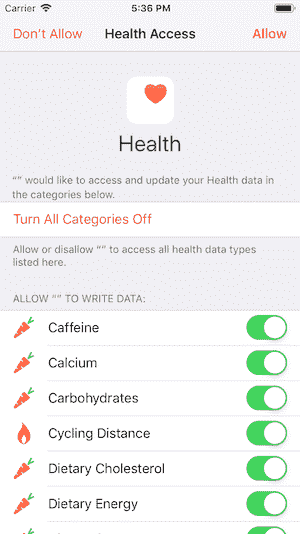 Carrier 5:36 PM
Don't Allow Health Access Allow
Health
“” would like to access and update your Health data in
the categories below.
Turn All Categories Off
Allow or disallow “” to access all health data types
listed here.
ALLOW “” TO WRITE DATA:
Caffeine
Calcium
Carbohydrates
Cycling Distance
Dietary Cholesterol
Dietary Energy